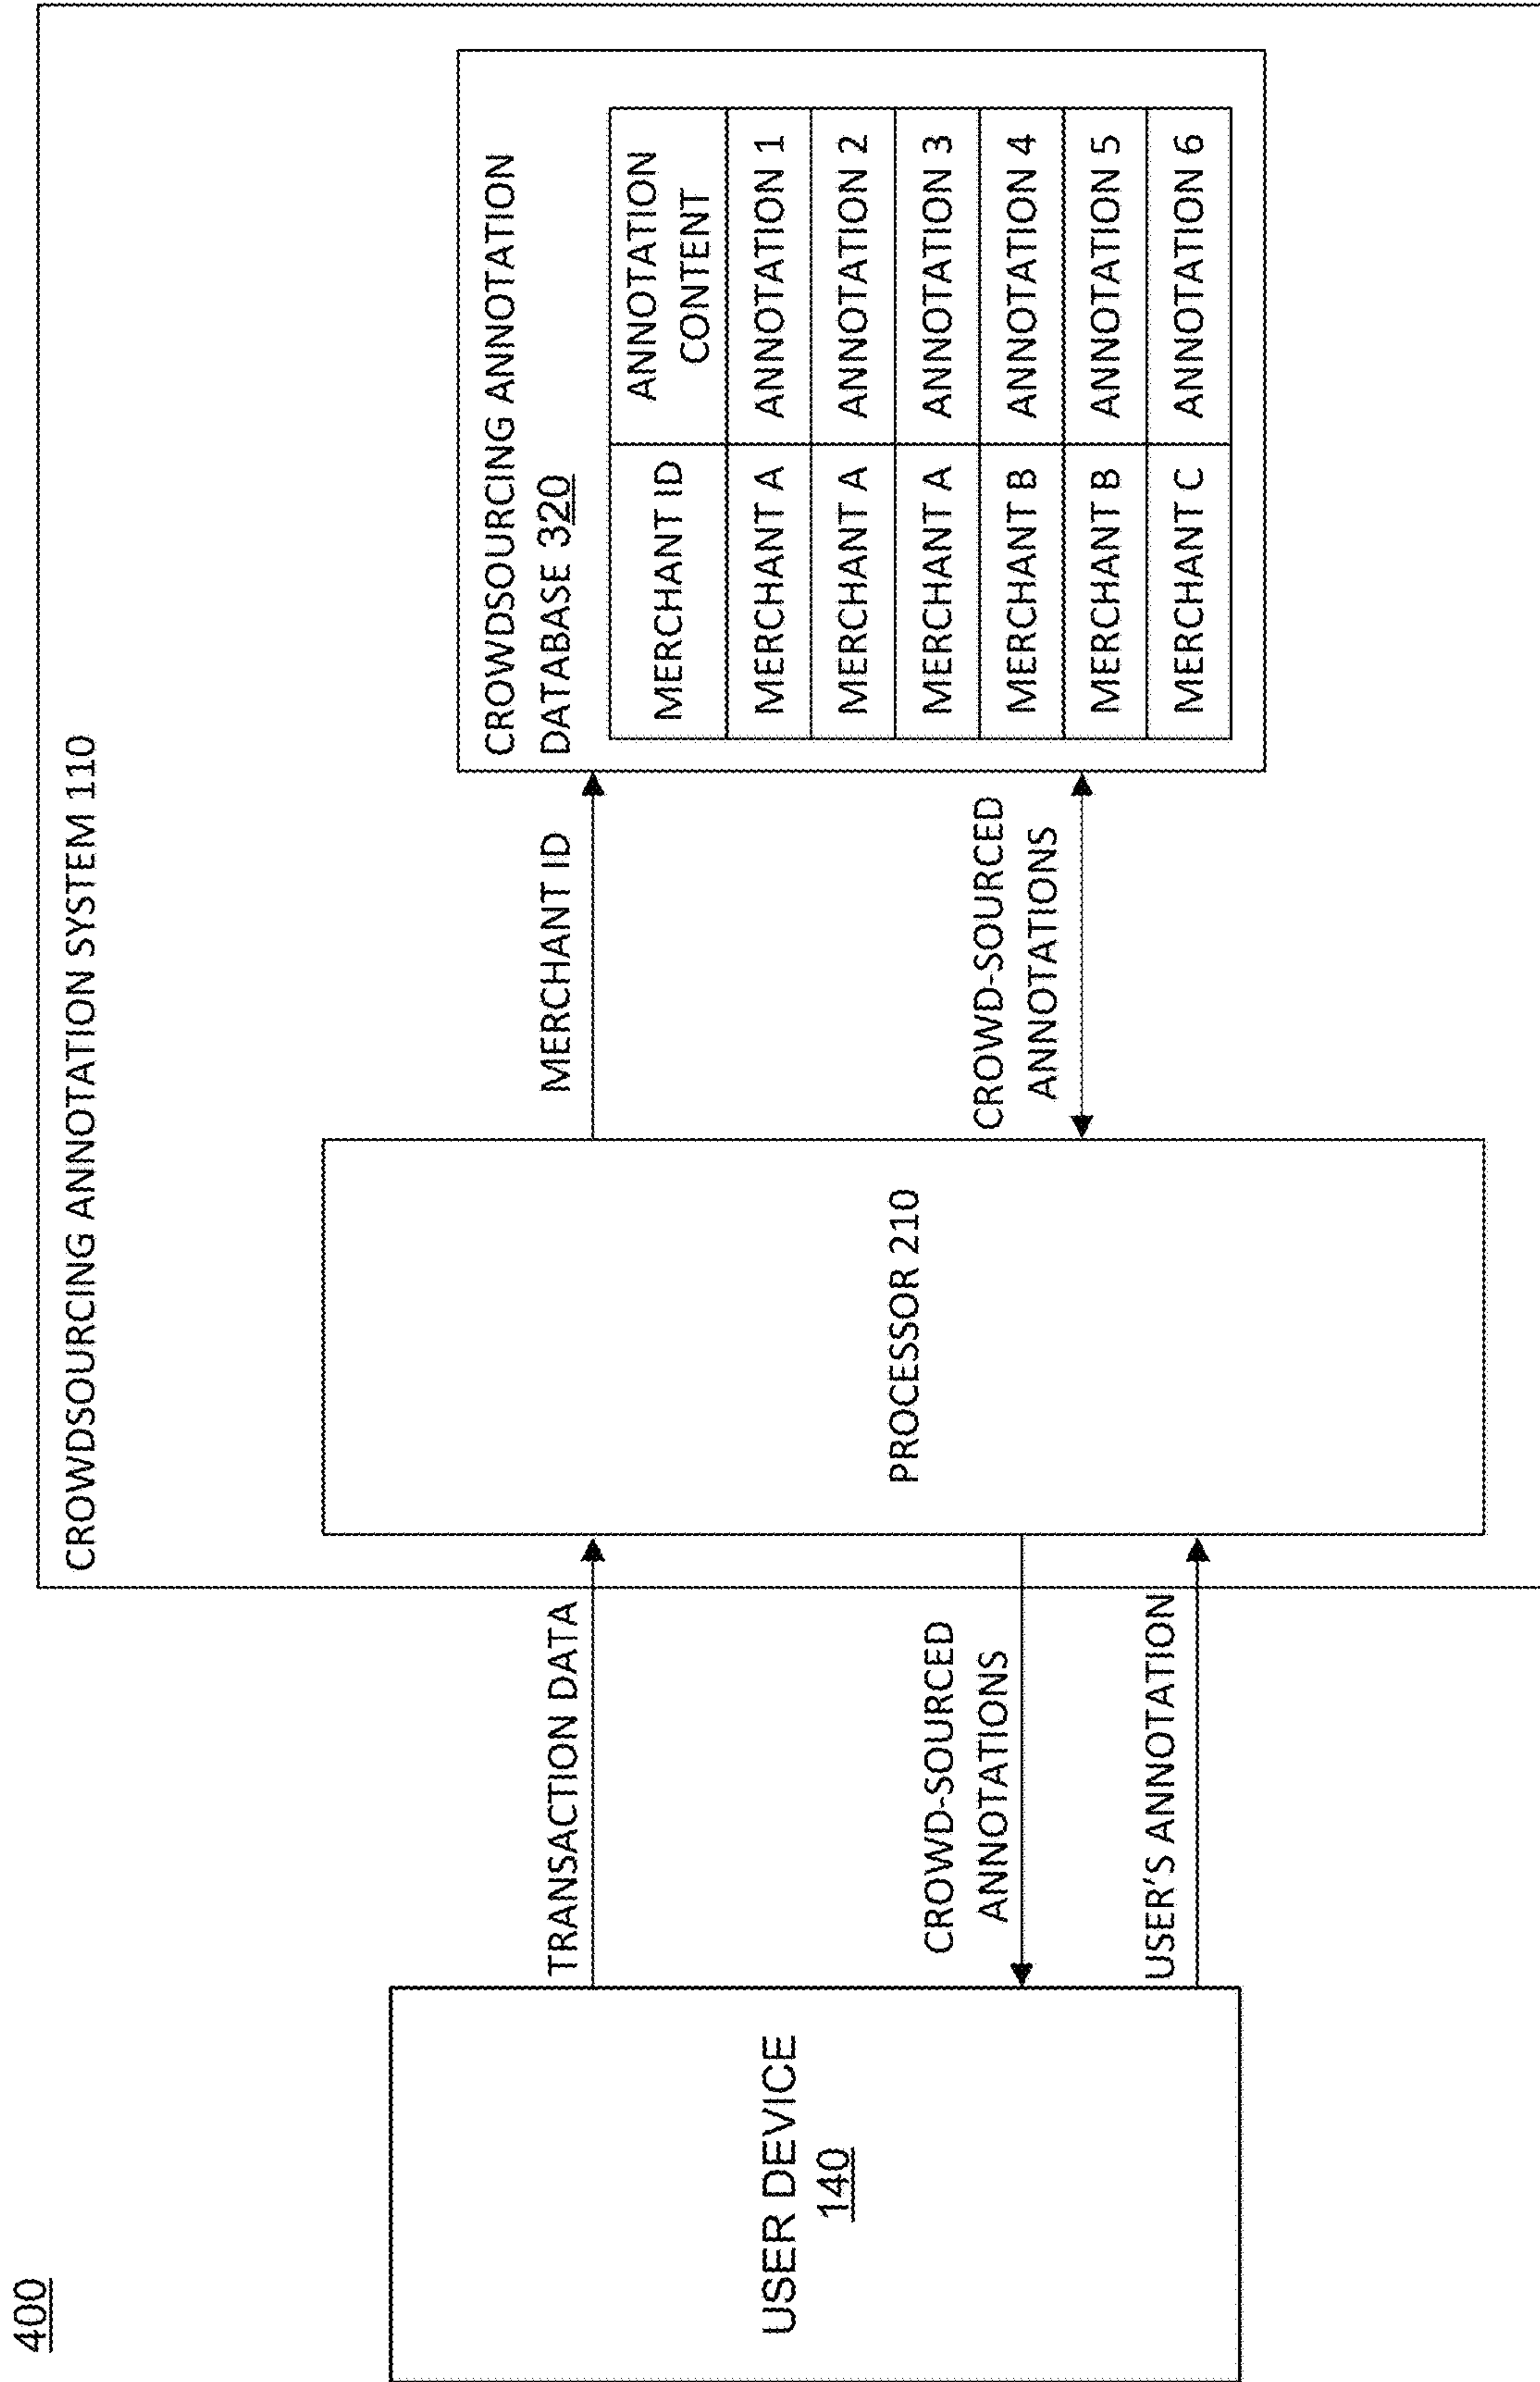 400
CROWDSOURCING ANNOTATION SYSTEM 110
USER DEVICE
140
TRANSACTION DATA
CROWD-SOURCED
ANNOTATIONS
USER'S ANNOTATION
PROCESSOR 210
MERCHANT ID
CROWD-SOURCED
ANNOTATIONS
CROWDSOURCING ANNOTATION
DATABASE 320
MERCHANT ID ANNOTATION
CONTENT
MERCHANT A ANNOTATION 1
MERCHANT A ANNOTATION 2
MERCHANT A ANNOTATION 3
MERCHANT B ANNOTATION 4
MERCHANT B ANNOTATION 5
MERCHANT C ANNOTATION 6